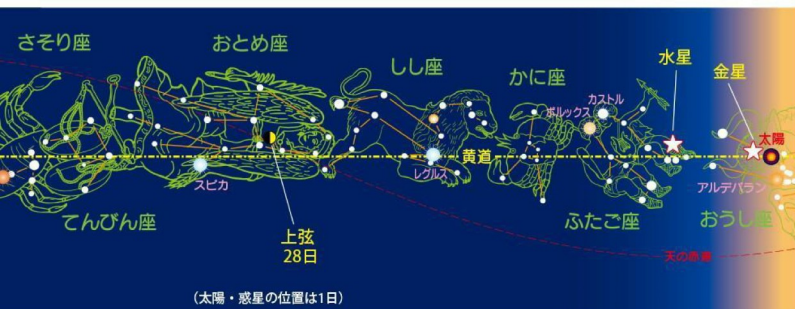 さそり座
おとめ座
しし座
かに座
水星
金星
カストル
ポルックス
太陽
黄道
レグルス
スピカ
アルデバラン
てんびん座
ふたご座
おうし座
上弦
28日
天の赤道
(太陽・惑星の位置は1日)